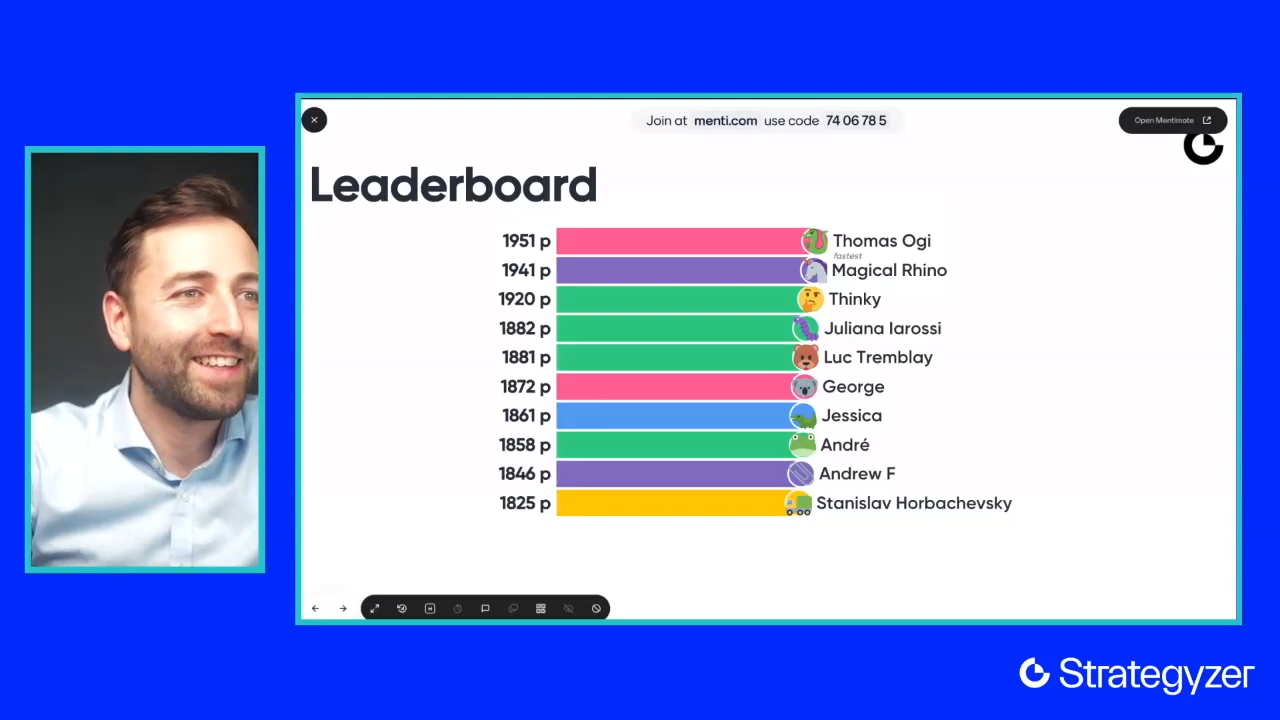 Join at menti.com use code 74 06 78 5
Open Mentimote
Leaderboard
1951 p Thomas Ogi
fastest
1941 p Magical Rhino
1920 p Thinky
1882 p Juliana Iarossi
1881 p Luc Tremblay
1872 p George
1861 p Jessica
1858 p André
1846 p Andrew F
1825 p Stanislav Horbachevsky
Strategyzer